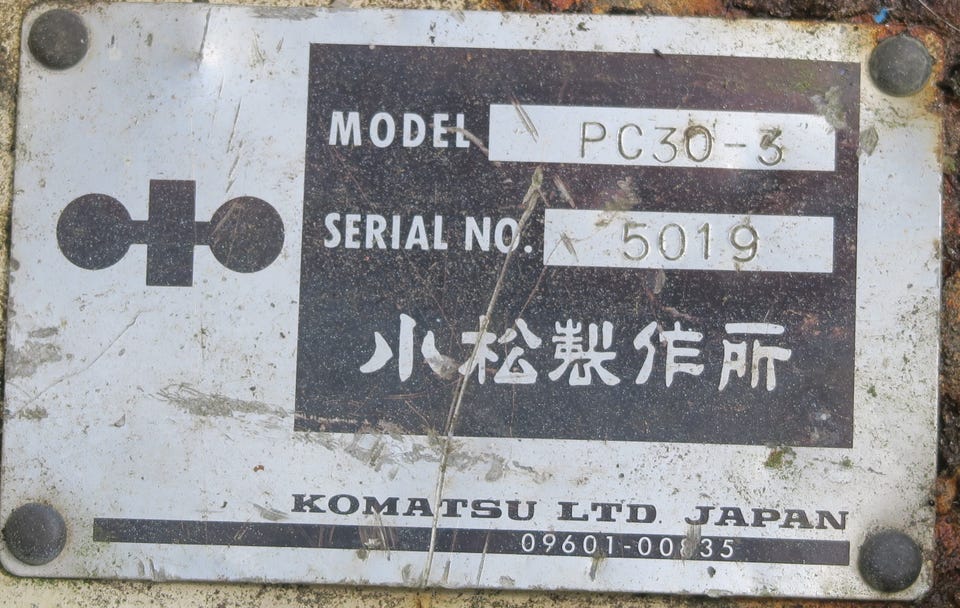 MODEL PC30-3
SERIAL NO. 5019
小松製作所
KOMATSU LTD. JAPAN
09601-00835